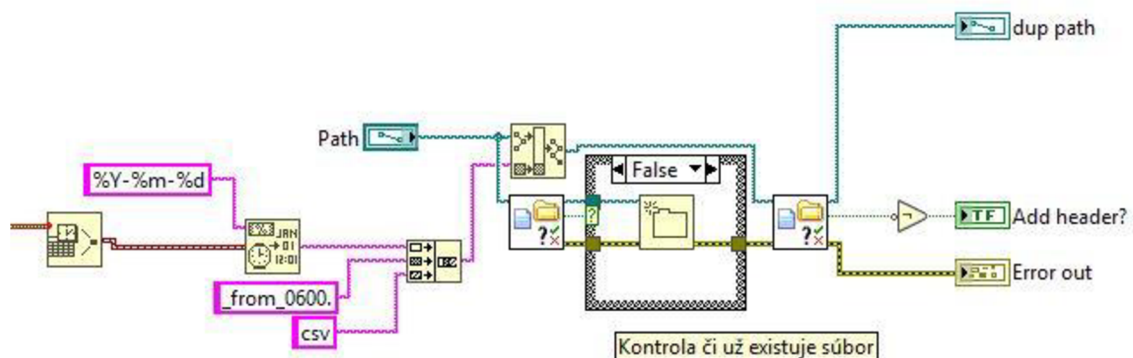 dup path
Path
False
%Y-%m-%d
?
JAN
01
12:01
?
?
TF
Add header?
_from_0600.
Error out
csv
Kontrola či už existuje súbor